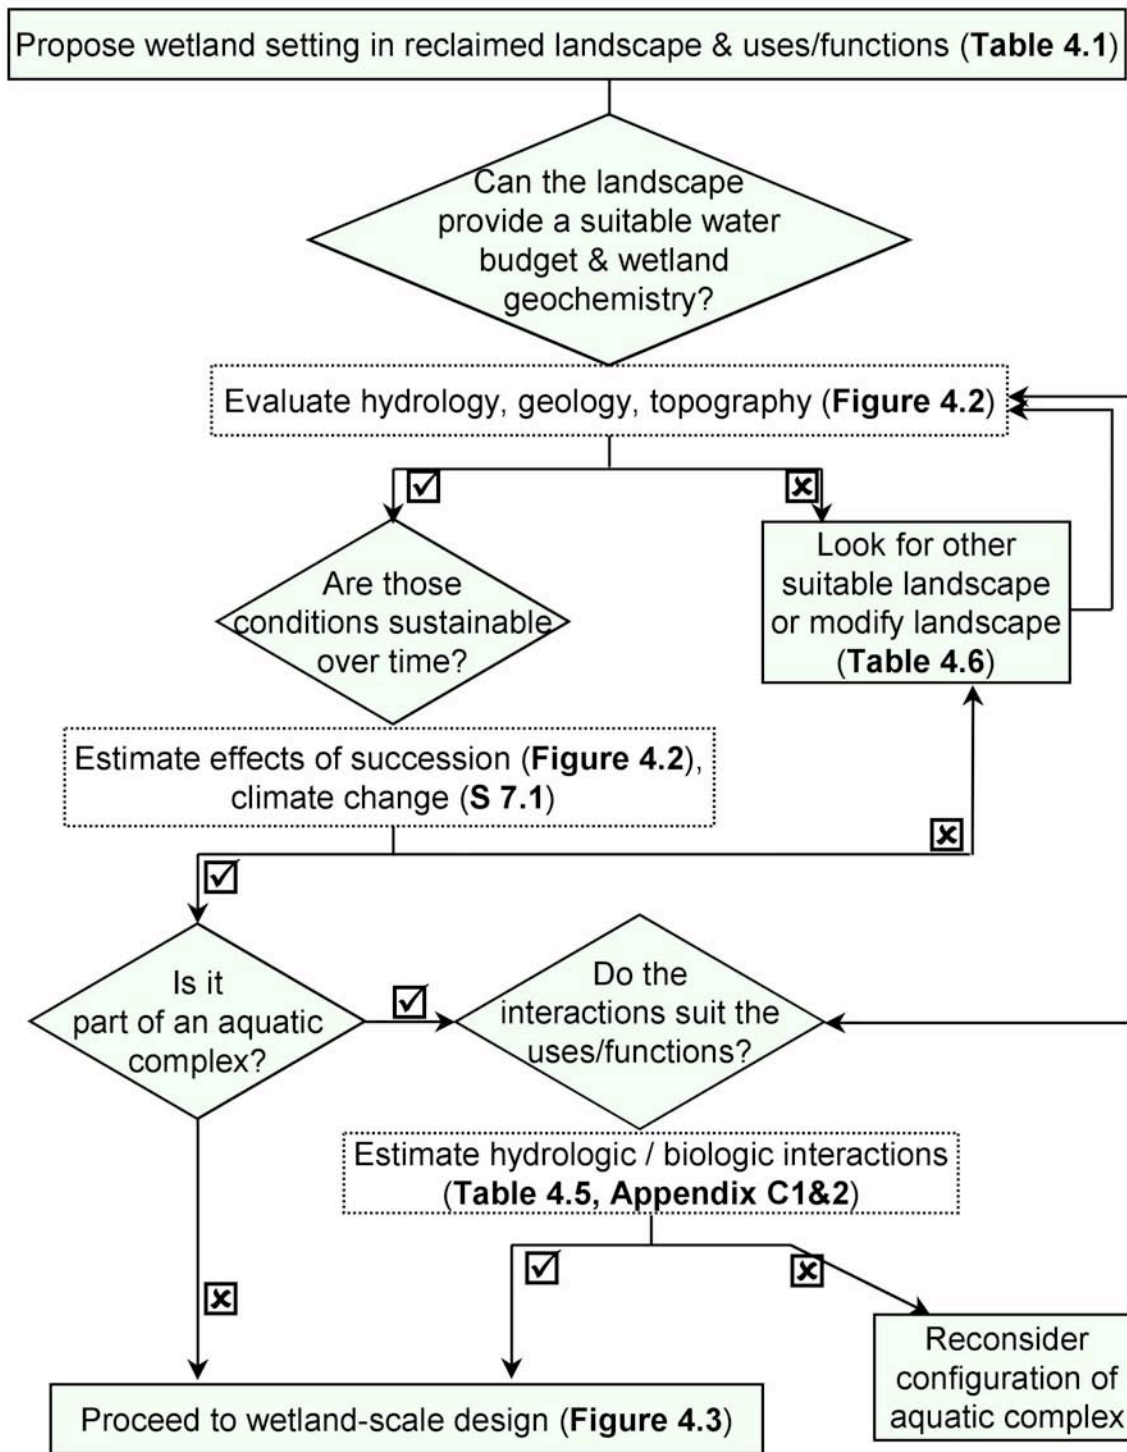 Propose wetland setting in reclaimed landscape & uses/functions (Table 4.1)
Can the landscape
provide a suitable water
budget & wetland
geochemistry?
Evaluate hydrology, geology, topography (Figure 4.2)
Are those
conditions sustainable
over time?
Look for other
suitable landscape
or modify landscape
(Table 4.6)
Estimate effects of succession (Figure 4.2),
climate change (S 7.1)
Is it
part of an aquatic
complex?
Do the
interactions suit the
uses/functions?
Estimate hydrologic / biologic interactions
(Table 4.5, Appendix C1&2)
Reconsider
configuration of
aquatic complex
Proceed to wetland-scale design (Figure 4.3)